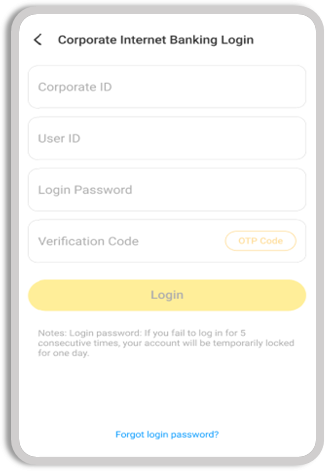 Corporate Internet Banking Login
Corporate ID
User ID
Login Password
Verification Code OTP Code
Login
Notes: Login password: If you fail to log in for 5
consecutive times, your account will be temporarily locked
for one day.
Forgot login password?